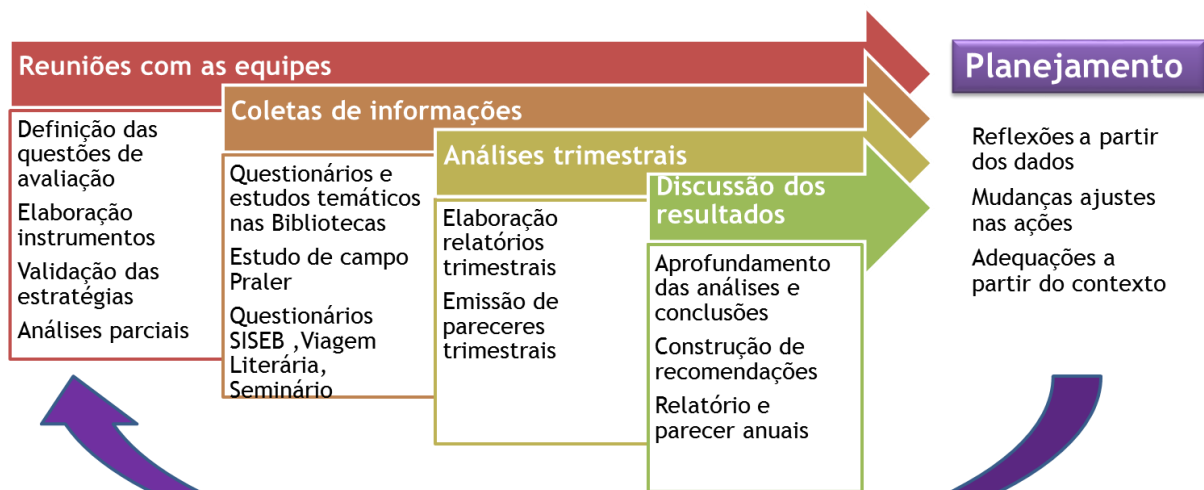 Reuniões com as equipes
Definição das
questões de
avaliação
Elaboração
instrumentos
Validação das
estratégias
Análises parciais
Coletas de informações
Questionários e
estudos temáticos
nas Bibliotecas
Estudo de campo
Praler
Questionários
SISEB ,Viagem
Literária,
Seminário
Análises trimestrais
Elaboração
relatórios
trimestrais
Emissão de
pareceres
trimestrais
Discussão dos
resultados
Aprofundamento
das análises e
conclusões
Construção de
recomendações
Relatório e
parecer anuais
Planejamento
Reflexões a partir
dos dados
Mudanças ajustes
nas ações
Adequações a
partir do contexto